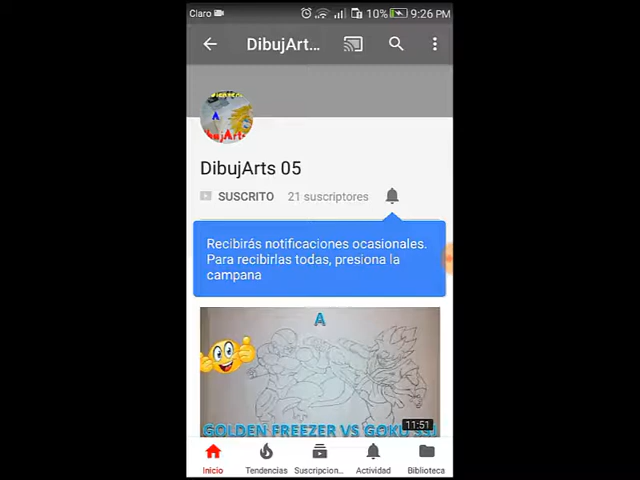 Claro
10% 9:26 PM
DibujArt...
A
DibujArts 05
SUSCRITO 21 suscriptores
Recibirás notificaciones ocasionales.
Para recibirlas todas, presiona la
campana
A
11:51
GOLDEN FREEZER VS GOKU
Inicio Tendencias Suscripcion... Actividad Biblioteca